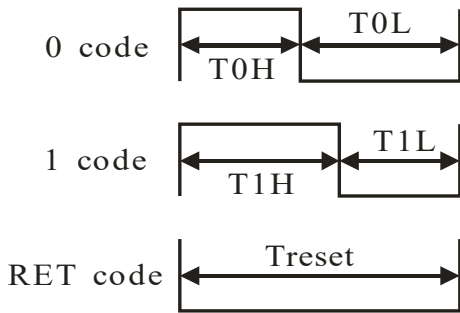 0 code
T0H
T0L
1 code
T1H
T1L
RET code
Treset